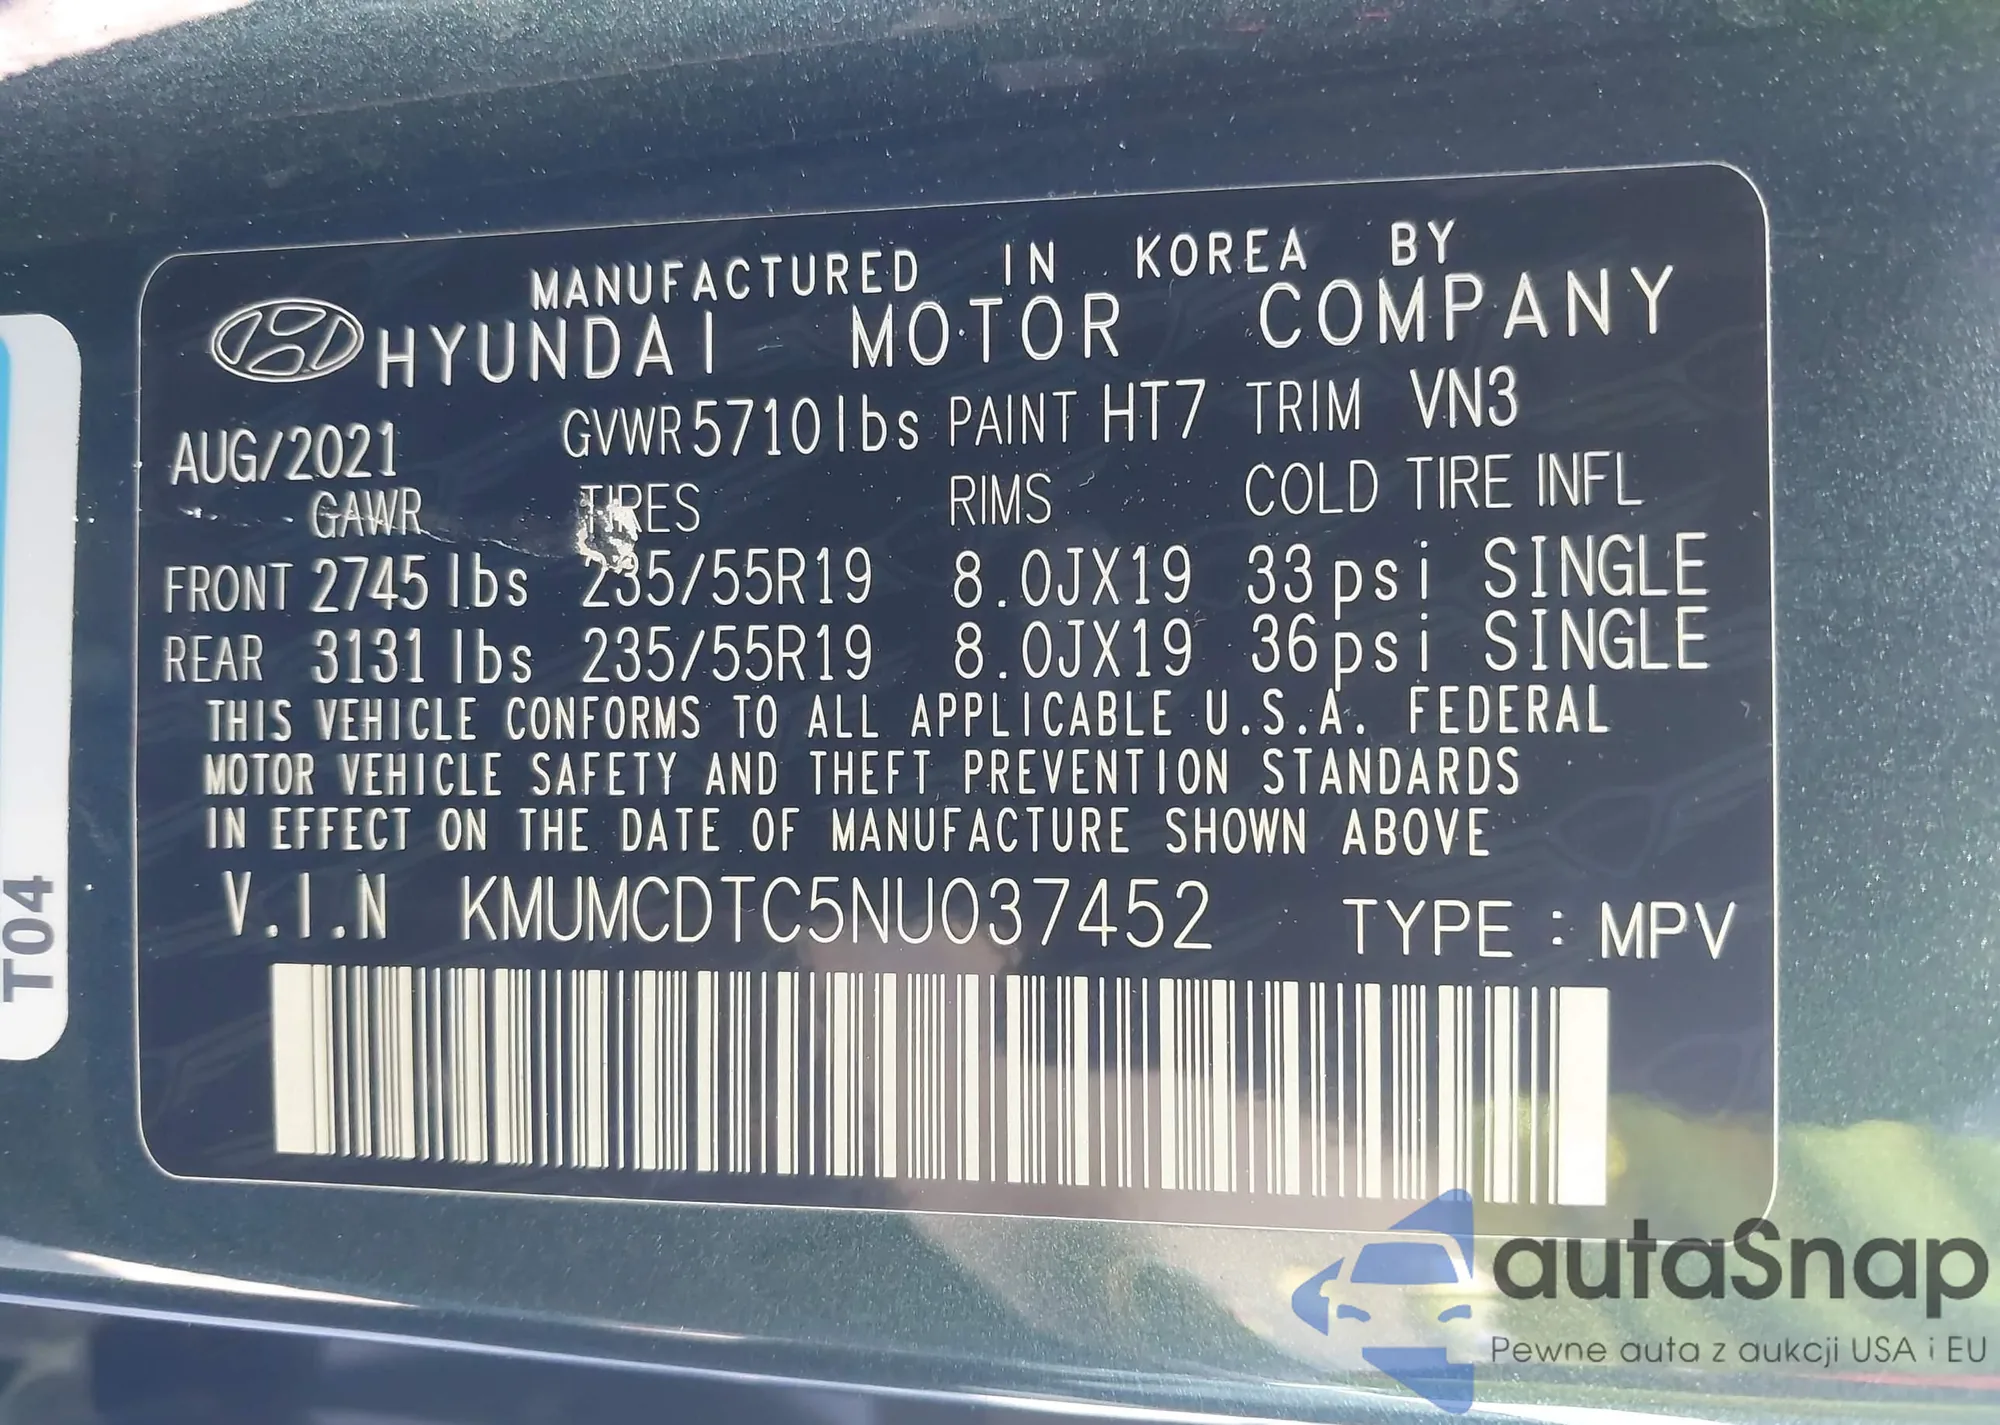 MANUFACTURED IN KOREA BY
HYUNDAI MOTOR COMPANY
AUG/2021 GVWR 5710lbs PAINT HT7 TRIM VN3
GAWR TIRES RIMS COLD TIRE INFL
FRONT 2745 lbs 235/55R19 8.0JX19 33psi SINGLE
REAR 3131 lbs 235/55R19 8.0JX19 36psi SINGLE
THIS VEHICLE CONFORMS TO ALL APPLICABLE U.S.A. FEDERAL
MOTOR VEHICLE SAFETY AND THEFT PREVENTION STANDARDS
IN EFFECT ON THE DATE OF MANUFACTURE SHOWN ABOVE
V.I.N KMUMCDTC5NU037452 TYPE : MPV
T04
autaSnap
Pewne auta z aukcji USA i EU